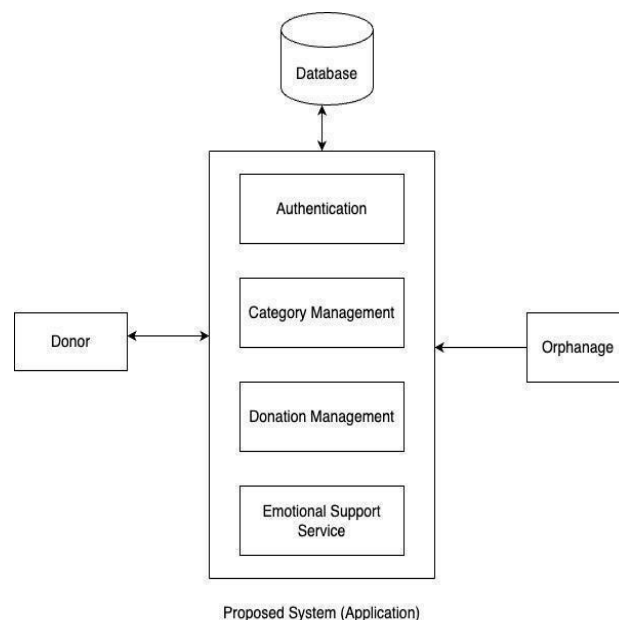 Database
Authentication
Category Management
Donor
Orphanage
Donation Management
Emotional Support
Service
Proposed System (Application)